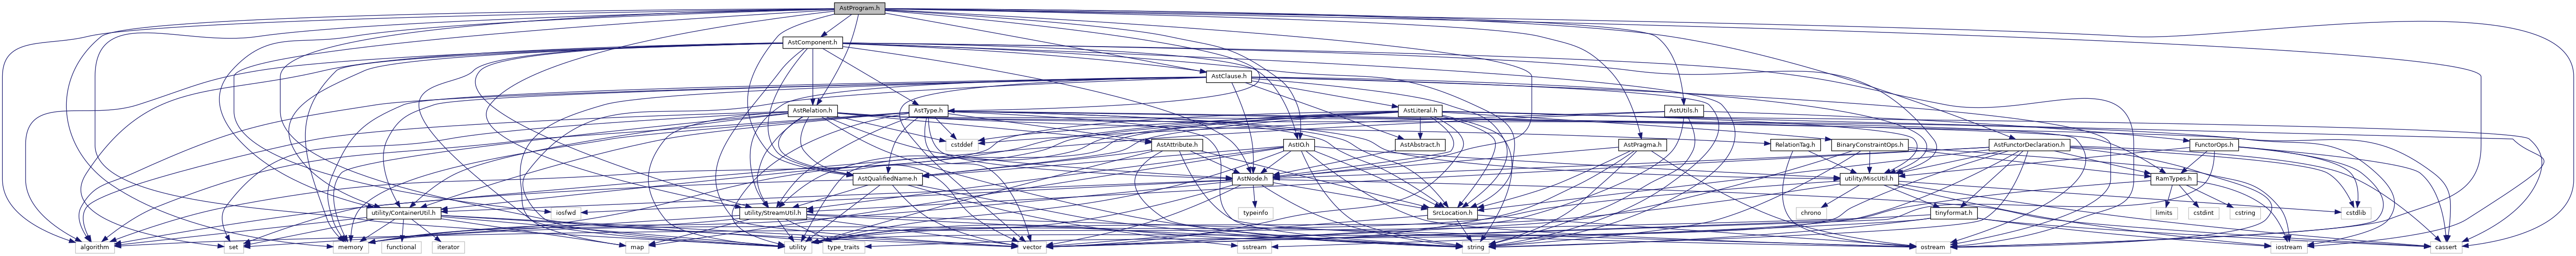 AstProgram.h
AstComponent.h
AstClause.h
AstRelation.h
AstType.h
AstLiteral.h
AstUtils.h
cstddef
AstAttribute.h
AstIO.h
AstAbstract.h
AstPragma.h
RelationTag.h
BinaryConstraintOps.h
AstFunctorDeclaration.h
FunctorOps.h
AstQualifiedName.h
AstNode.h
utility/MiscUtil.h
RamTypes.h
utility/ContainerUtil.h
iosfwd
utility/StreamUtil.h
typeinfo
SrcLocation.h
chrono
tinyformat.h
limits
cstdint
cstring
cstdlib
algorithm
set
memory
functional
iterator
map
utility
type_traits
vector
sstream
string
ostream
iostream
cassert